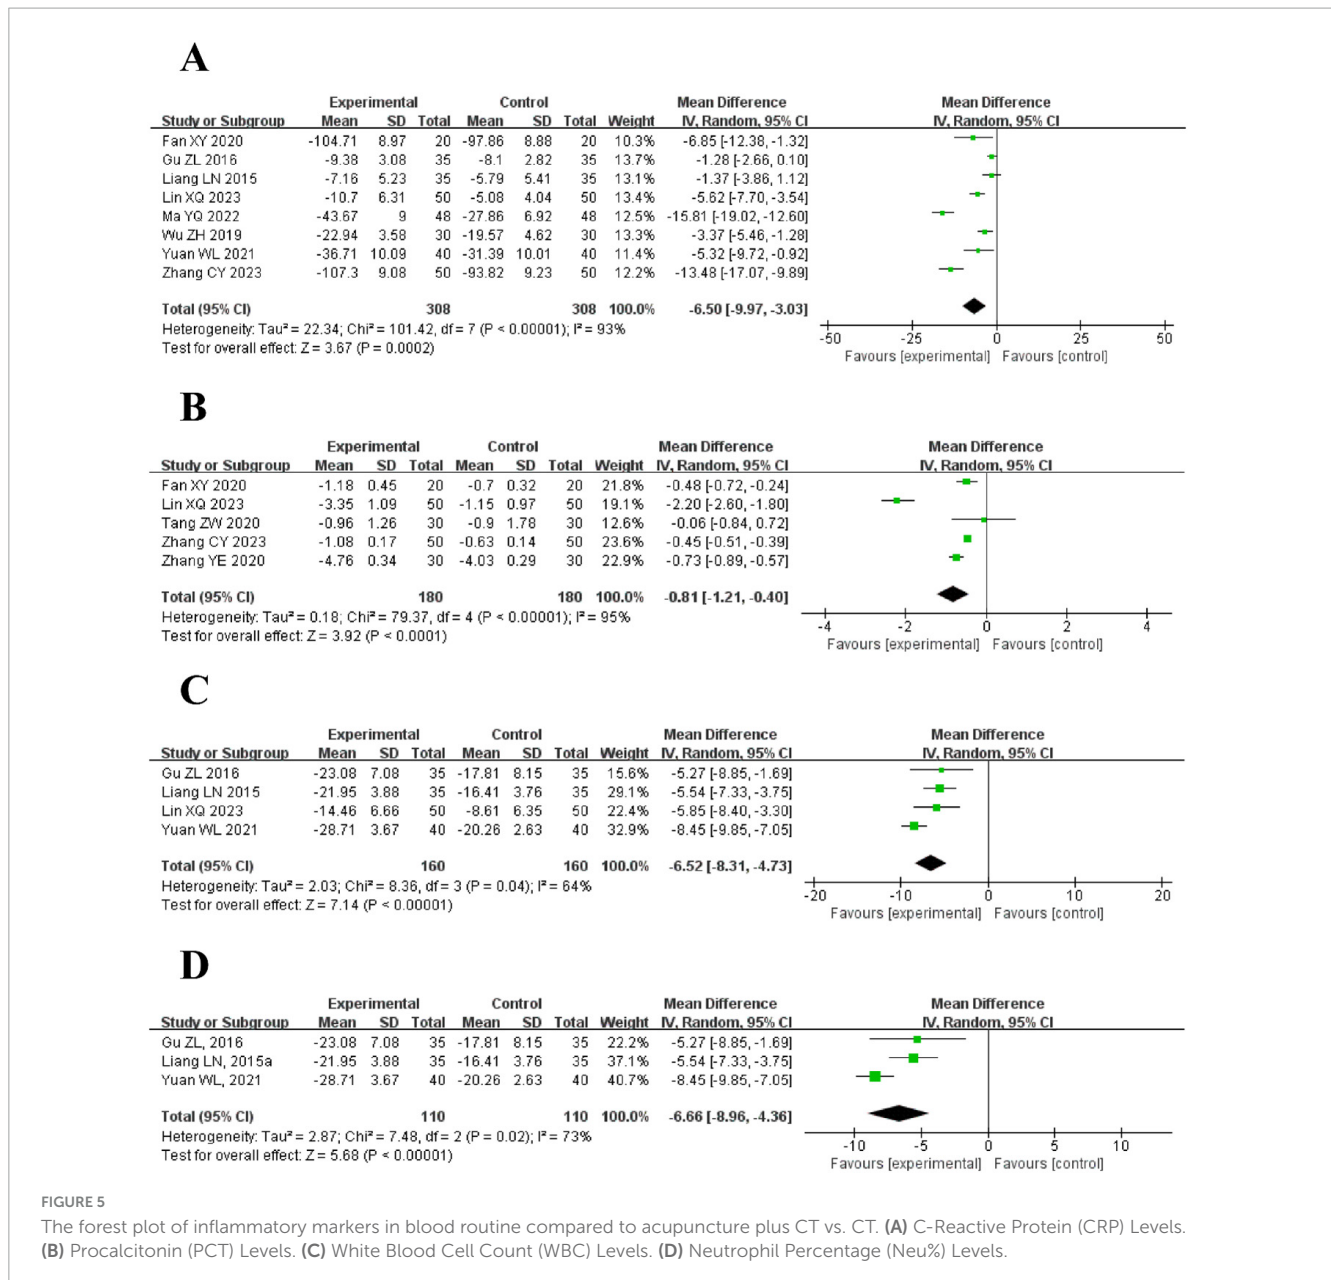 A
Experimental Control Mean Difference Mean Difference
Study or Subgroup Mean SD Total Mean SD Total Weight IV, Random, 95% CI IV, Random, 95% CI
Fan XY 2020 -104.71 8.97 20 -97.86 8.88 20 10.3% -6.85 [-12.38, -1.32]
Gu ZL 2016 -9.38 3.08 35 -8.1 2.82 35 13.7% -1.28 [-2.66, 0.10]
Liang LN 2015 -7.16 5.23 35 -5.79 5.41 35 13.1% -1.37 [-3.86, 1.12]
Lin XQ 2023 -10.7 6.31 50 -5.08 4.04 50 13.4% -5.62 [-7.70, -3.54]
Ma YQ 2022 -43.67 9 48 -27.86 6.92 48 12.5% -15.81 [-19.02, -12.60]
Wu ZH 2019 -22.94 3.58 30 -19.57 4.62 30 13.3% -3.37 [-5.46, -1.28]
Yuan WL 2021 -36.71 10.09 40 -31.39 10.01 40 11.4% -5.32 [-9.72, -0.92]
Zhang CY 2023 -107.3 9.08 50 -93.82 9.23 50 12.2% -13.48 [-17.07, -9.89]
Total (95% CI) 308 308 100.0% -6.50 [-9.97, -3.03]
Heterogeneity: Tau² = 22.34; Chi² = 101.42, df = 7 (P < 0.00001); I² = 93%
Test for overall effect: Z = 3.67 (P = 0.0002)
-50 -25 0 25 50
Favours [experimental] Favours [control]
B
Experimental Control Mean Difference Mean Difference
Study or Subgroup Mean SD Total Mean SD Total Weight IV, Random, 95% CI IV, Random, 95% CI
Fan XY 2020 -1.18 0.45 20 -0.7 0.32 20 21.8% -0.48 [-0.72, -0.24]
Lin XQ 2023 -3.35 1.09 50 -1.15 0.97 50 19.1% -2.20 [-2.60, -1.80]
Tang ZW 2020 -0.96 1.26 30 -0.9 1.78 30 12.6% -0.06 [-0.84, 0.72]
Zhang CY 2023 -1.08 0.17 50 -0.63 0.14 50 23.6% -0.45 [-0.51, -0.39]
Zhang YE 2020 -4.76 0.34 30 -4.03 0.29 30 22.9% -0.73 [-0.89, -0.57]
Total (95% CI) 180 180 100.0% -0.81 [-1.21, -0.40]
Heterogeneity: Tau² = 0.18; Chi² = 79.37, df = 4 (P < 0.00001); I² = 95%
Test for overall effect: Z = 3.92 (P < 0.0001)
-4 -2 0 2 4
Favours [experimental] Favours [control]
C
Experimental Control Mean Difference Mean Difference
Study or Subgroup Mean SD Total Mean SD Total Weight IV, Random, 95% CI IV, Random, 95% CI
Gu ZL 2016 -23.08 7.08 35 -17.81 8.15 35 15.6% -5.27 [-8.85, -1.69]
Liang LN 2015 -21.95 3.88 35 -16.41 3.76 35 29.1% -5.54 [-7.33, -3.75]
Lin XQ 2023 -14.46 6.66 50 -8.61 6.35 50 22.4% -5.85 [-8.40, -3.30]
Yuan WL 2021 -28.71 3.67 40 -20.26 2.63 40 32.9% -8.45 [-9.85, -7.05]
Total (95% CI) 160 160 100.0% -6.52 [-8.31, -4.73]
Heterogeneity: Tau² = 2.03; Chi² = 8.36, df = 3 (P = 0.04); I² = 64%
Test for overall effect: Z = 7.14 (P < 0.00001)
-20 -10 0 10 20
Favours [experimental] Favours [control]
D
Experimental Control Mean Difference Mean Difference
Study or Subgroup Mean SD Total Mean SD Total Weight IV, Random, 95% CI IV, Random, 95% CI
Gu ZL, 2016 -23.08 7.08 35 -17.81 8.15 35 22.2% -5.27 [-8.85, -1.69]
Liang LN, 2015a -21.95 3.88 35 -16.41 3.76 35 37.1% -5.54 [-7.33, -3.75]
Yuan WL, 2021 -28.71 3.67 40 -20.26 2.63 40 40.7% -8.45 [-9.85, -7.05]
Total (95% CI) 110 110 100.0% -6.66 [-8.96, -4.36]
Heterogeneity: Tau² = 2.87; Chi² = 7.48, df = 2 (P = 0.02); I² = 73%
Test for overall effect: Z = 5.68 (P < 0.00001)
-10 -5 0 5 10
Favours [experimental] Favours [control]
FIGURE 5
The forest plot of inflammatory markers in blood routine compared to acupuncture plus CT vs. CT. (A) C-Reactive Protein (CRP) Levels.
(B) Procalcitonin (PCT) Levels. (C) White Blood Cell Count (WBC) Levels. (D) Neutrophil Percentage (Neu%) Levels.